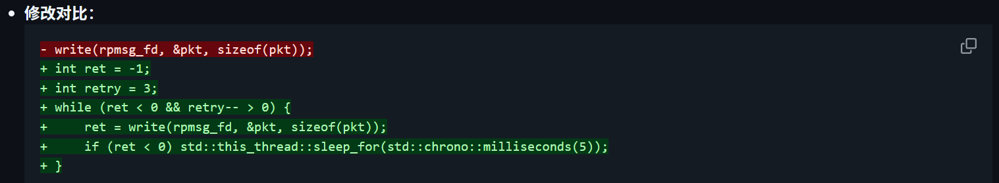 修改对比：
- write(rpmsg_fd, &pkt, sizeof(pkt));
+ int ret = -1;
+ int retry = 3;
+ while (ret < 0 && retry-- > 0) {
+     ret = write(rpmsg_fd, &pkt, sizeof(pkt));
+     if (ret < 0) std::this_thread::sleep_for(std::chrono::milliseconds(5));
+ }